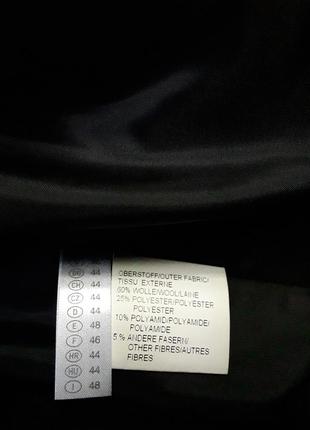 GB 44
CH 44
CZ 44
D 44
E 48
F 46
HR 44
HU 44
I 48
OBERSTOFF/OUTER FABRIC/
TISSU EXTERNE
60% WOLLE/WOOL/LAINE
25% POLYESTER/POLYESTER
POLYESTER
10% POLYAMID/POLYAMIDE/
POLYAMIDE
5 % ANDERE FASERN/
OTHER FIBRES/AUTRES
FIBRES